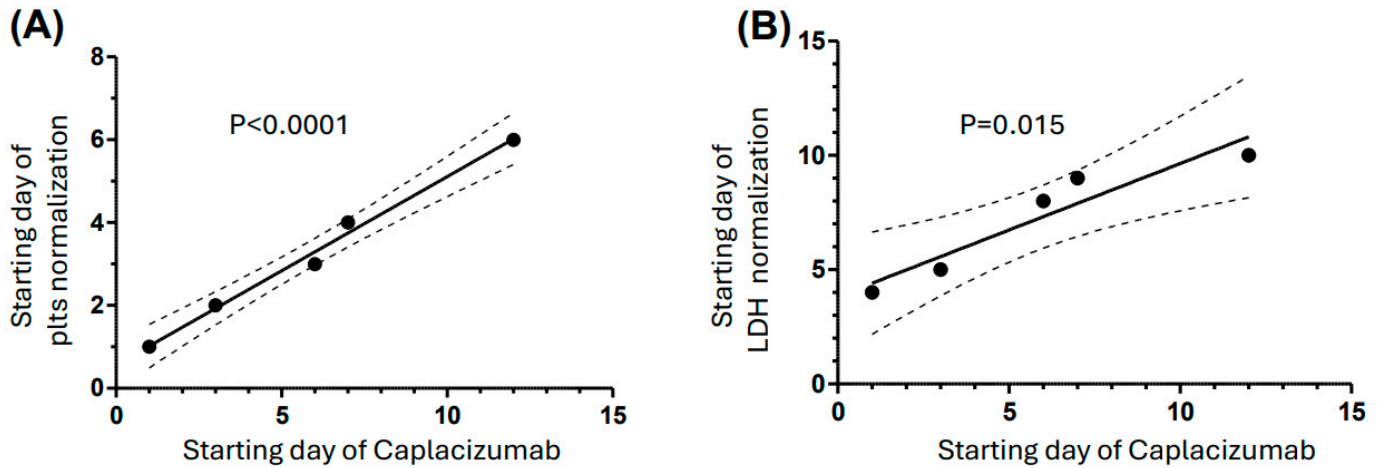 (A)
Starting day of
plts normalization
8
6
4
2
0
P<0.0001
0 5 10 15
Starting day of Caplacizumab
(B)
Starting day of
LDH normalization
15
10
5
0
P=0.015
0 5 10 15
Starting day of Caplacizumab